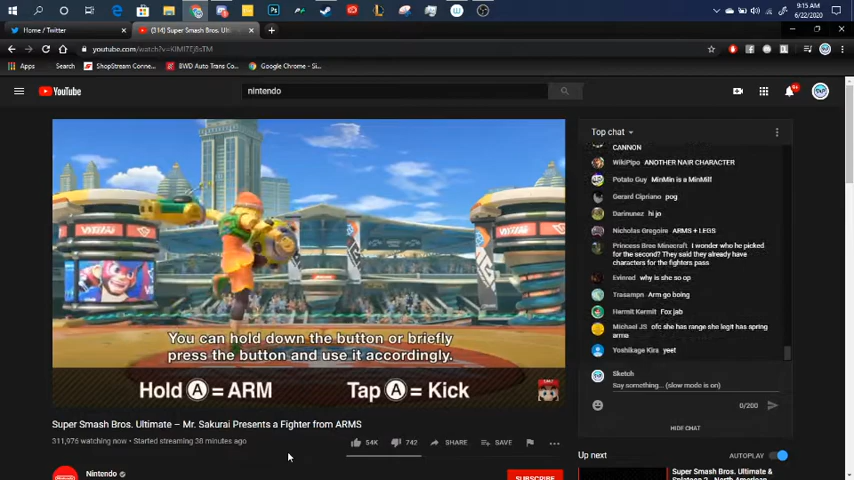 9:15 AM
6/22/2020
Home / Twitter
(314) Super Smash Bros. Ultimate
Apps
Search
ShopStream Conne...
BWD Auto Trans Co...
Google Chrome - Si...
YouTube
nintendo
9+
You can hold down the button or briefly
press the button and use it accordingly.
Hold A = ARM
Tap A = Kick
Super Smash Bros. Ultimate – Mr. Sakurai Presents a Fighter from ARMS
311,976 watching now • Started streaming 38 minutes ago
54K
742
SHARE
SAVE
Nintendo
SUBSCRIBE
Top chat
CANNON
WikiPipo ANOTHER NAIR CHARACTER
Potato Guy MinMin is a MinMilf
Gerard Cipriano pog
Darinunez hi jo
Nicholas Gregoire ARMS + LEGS
Princess Bree Minecraft I wonder who he picked
for the second? They said they already have
characters for the fighters pass
Evinred why is she so op
Trasampn Arm go boing
Hermit Kermit Fox jab
Michael JS ofc she has range she legit has spring
arms
Yoshikage Kira yeet
Sketch
Say something... (slow mode is on)
0/200
HIDE CHAT
Up next
AUTOPLAY
Super Smash Bros. Ultimate &
Splatoon 2 - North American